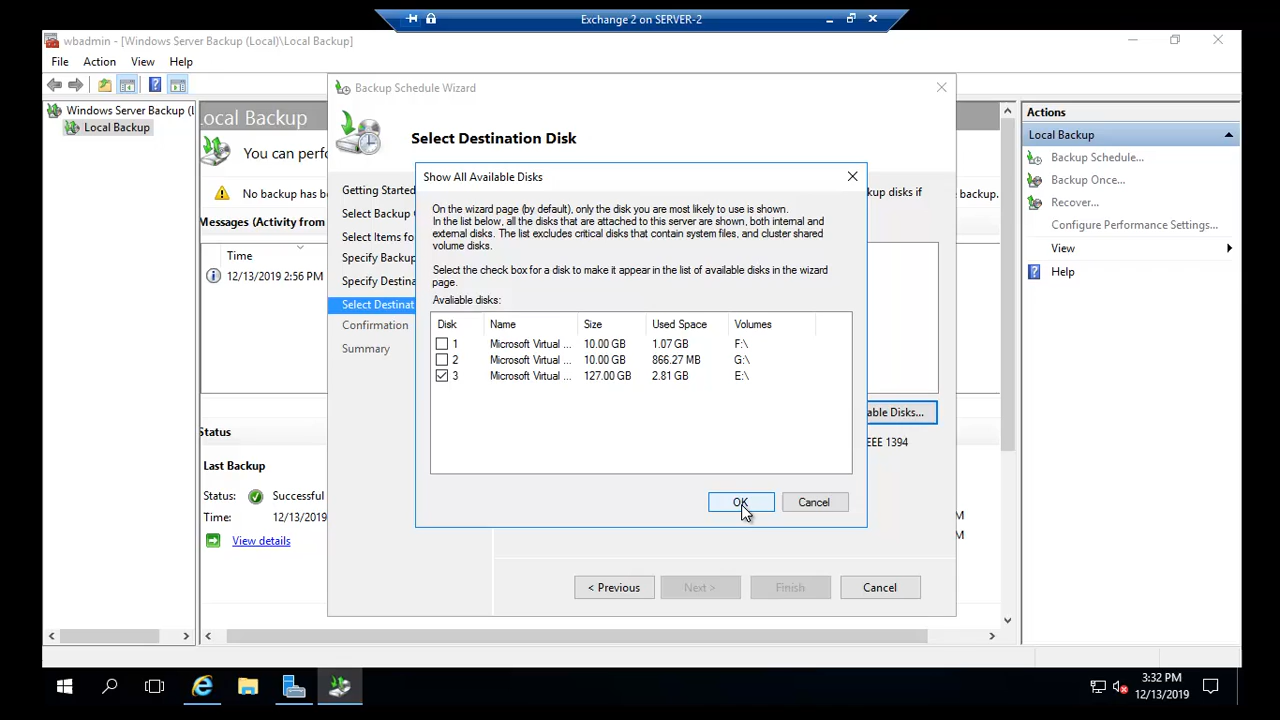 Exchange 2 on SERVER-2
wbadmin - [Windows Server Backup (Local)\Local Backup]
File Action View Help
Windows Server Backup (L
Local Backup
ocal Backup
You can perfo
No backup has be
backup.
Messages (Activity from
Time
12/13/2019 2:56 PM
Status
Last Backup
Status: Successful
Time: 12/13/2019
View details
M
M
Backup Schedule Wizard
Select Destination Disk
Getting Started
Select Backup
Select Items fo
Specify Backup
Specify Destina
Select Destinat
Confirmation
Summary
kup disks if
able Disks...
EEE 1394
< Previous Next > Finish Cancel
Show All Available Disks
On the wizard page (by default), only the disk you are most likely to use is shown.
In the list below, all the disks that are attached to this server are shown, both internal and
external disks. The list excludes critical disks that contain system files, and cluster shared
volume disks.
Select the check box for a disk to make it appear in the list of available disks in the wizard
page.
Available disks:
Disk Name Size Used Space Volumes
1 Microsoft Virtual ... 10.00 GB 1.07 GB F:\
2 Microsoft Virtual ... 10.00 GB 866.27 MB G:\
3 Microsoft Virtual ... 127.00 GB 2.81 GB E:\
OK Cancel
Actions
Local Backup
Backup Schedule...
Backup Once...
Recover...
Configure Performance Settings...
View
Help
3:32 PM
12/13/2019